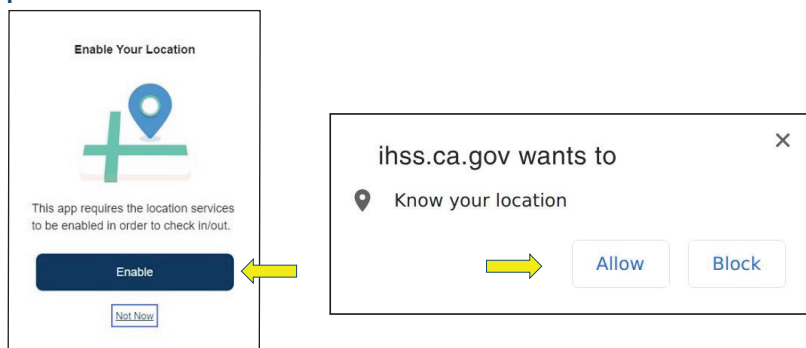 Enable Your Location
This app requires the location services
to be enabled in order to check in/out.
Enable
Not Now
ihss.ca.gov wants to
Know your location
Allow
Block